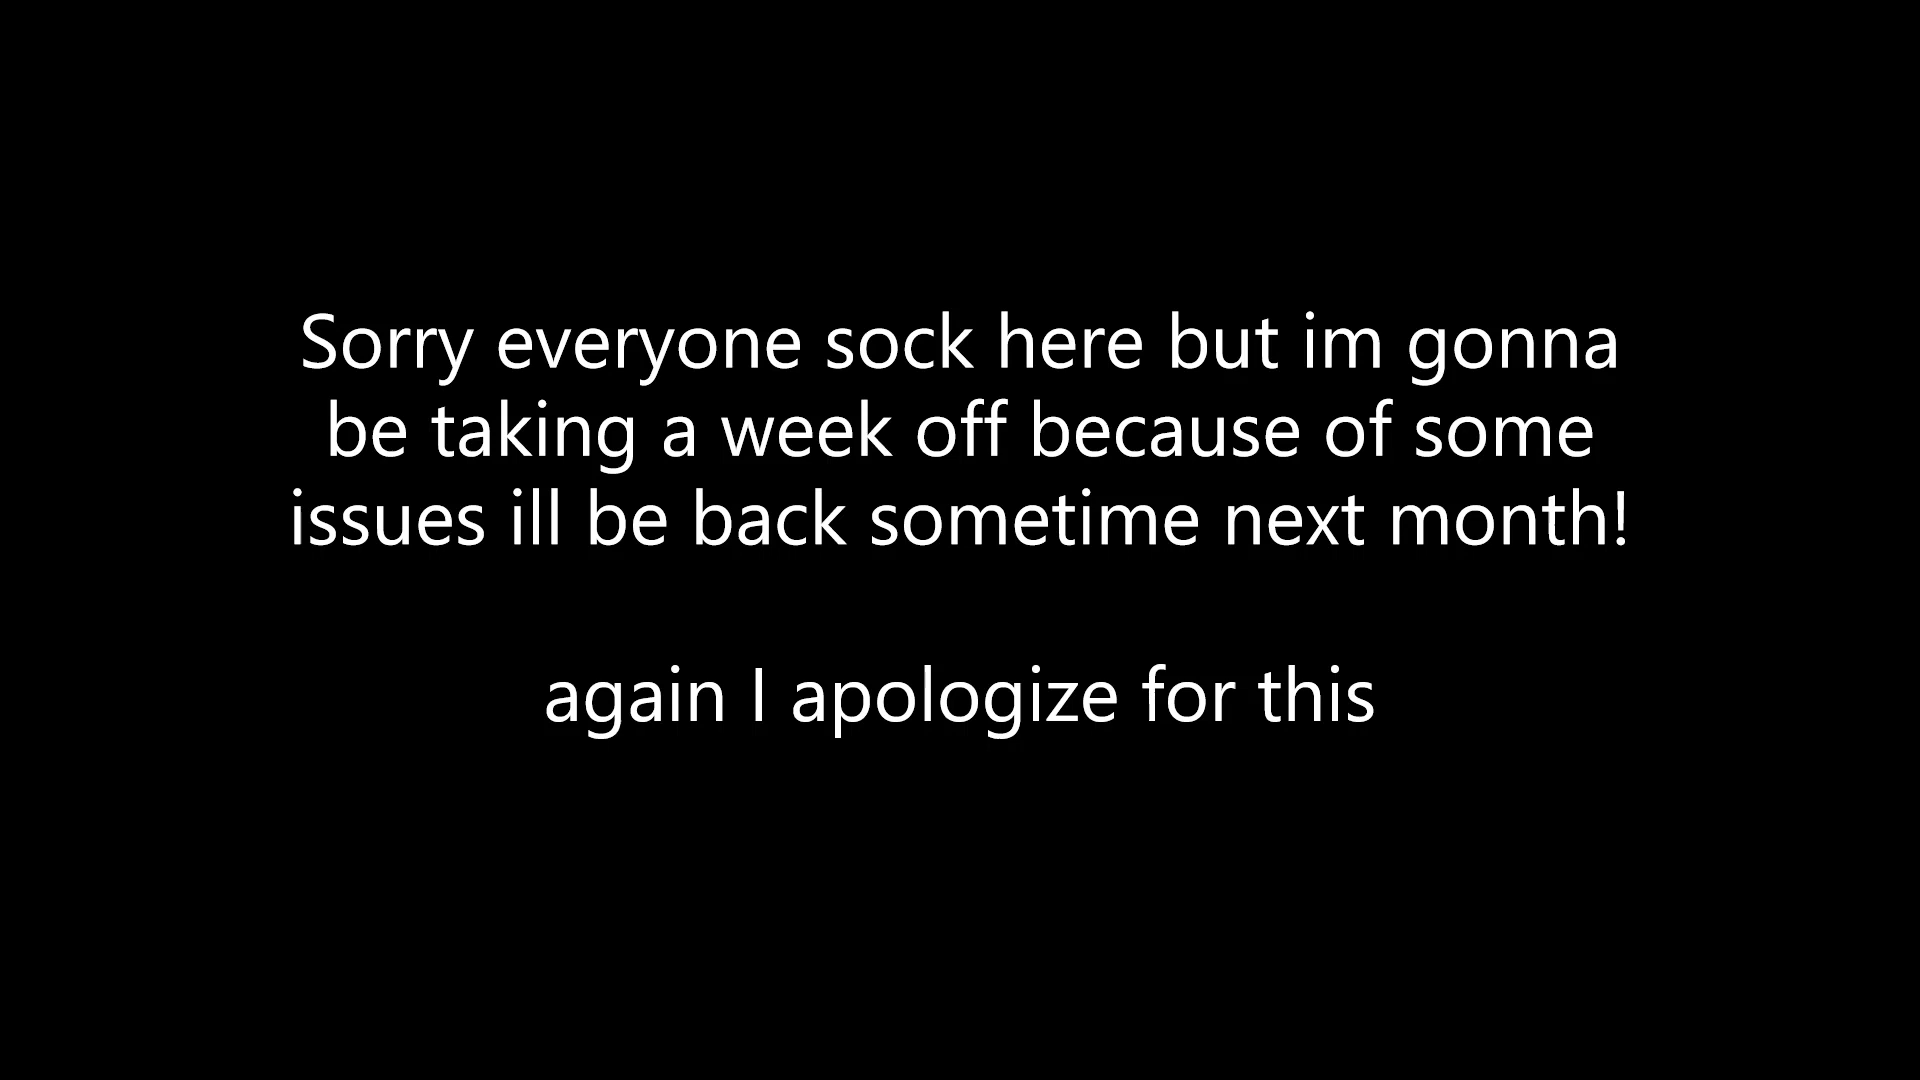 Sorry everyone sock here but im gonna
be taking a week off because of some
issues ill be back sometime next month!
again I apologize for this